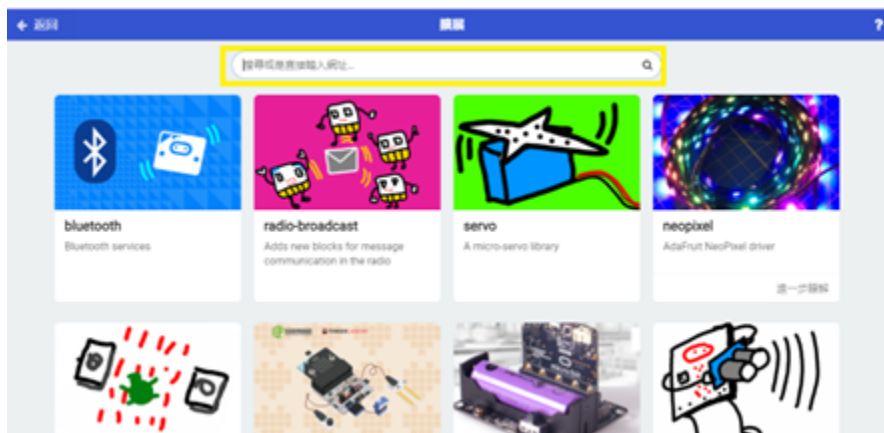 ← 返回
擴展
?
搜尋或是直接輸入網址...
bluetooth
Bluetooth services
radio-broadcast
Adds new blocks for message
communication in the radio
servo
A micro-servo library
neopixel
AdaFruit NeoPixel driver
進一步瞭解